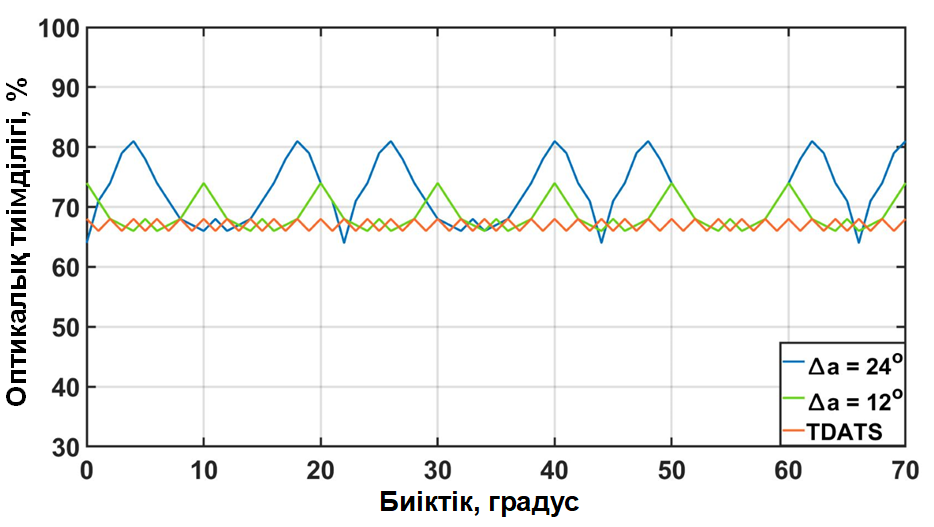 Оптикалық тиімділігі, %
100
90
80
70
60
50
40
30
0 10 20 30 40 50 60 70
Биіктік, градус
Δa = 24°
Δa = 12°
TDATS